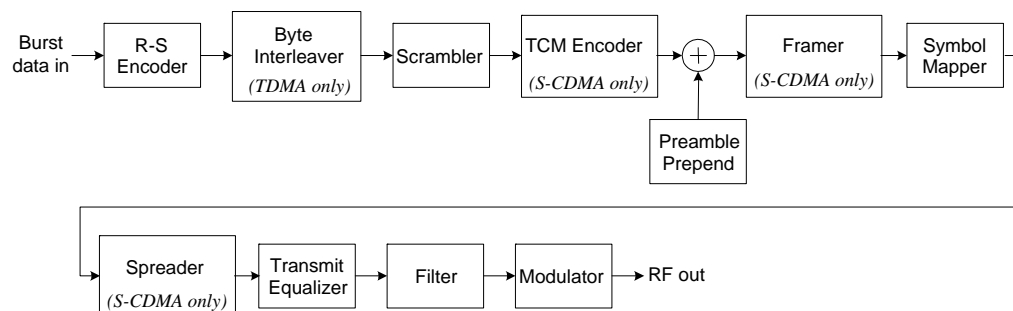 Burst
data in
R-S
Encoder
Byte
Interleaver
(TDMA only)
Scrambler
TCM Encoder
(S-CDMA only)
Preamble
Prepend
Framer
(S-CDMA only)
Symbol
Mapper
Spreader
(S-CDMA only)
Transmit
Equalizer
Filter
Modulator
RF out